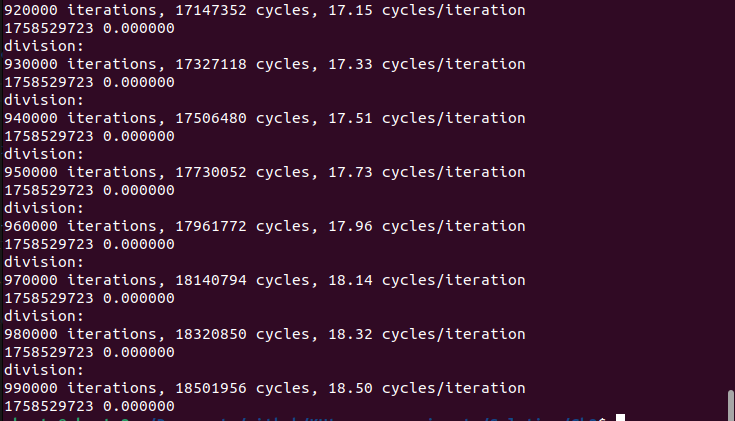 920000 iterations, 17147352 cycles, 17.15 cycles/iteration
1758529723 0.000000
division:
930000 iterations, 17327118 cycles, 17.33 cycles/iteration
1758529723 0.000000
division:
940000 iterations, 17506480 cycles, 17.51 cycles/iteration
1758529723 0.000000
division:
950000 iterations, 17730052 cycles, 17.73 cycles/iteration
1758529723 0.000000
division:
960000 iterations, 17961772 cycles, 17.96 cycles/iteration
1758529723 0.000000
division:
970000 iterations, 18140794 cycles, 18.14 cycles/iteration
1758529723 0.000000
division:
980000 iterations, 18320850 cycles, 18.32 cycles/iteration
1758529723 0.000000
division:
990000 iterations, 18501956 cycles, 18.50 cycles/iteration
1758529723 0.000000